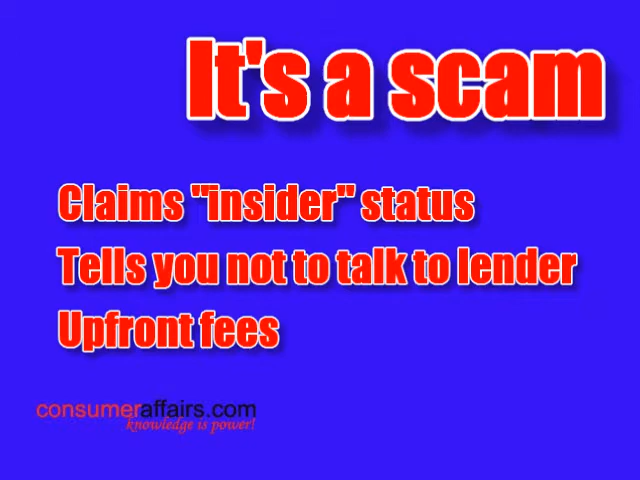 It's a scam
Claims "insider" status
Tells you not to talk to lender
Upfront fees
consumeraffairs.com
knowledge is power!